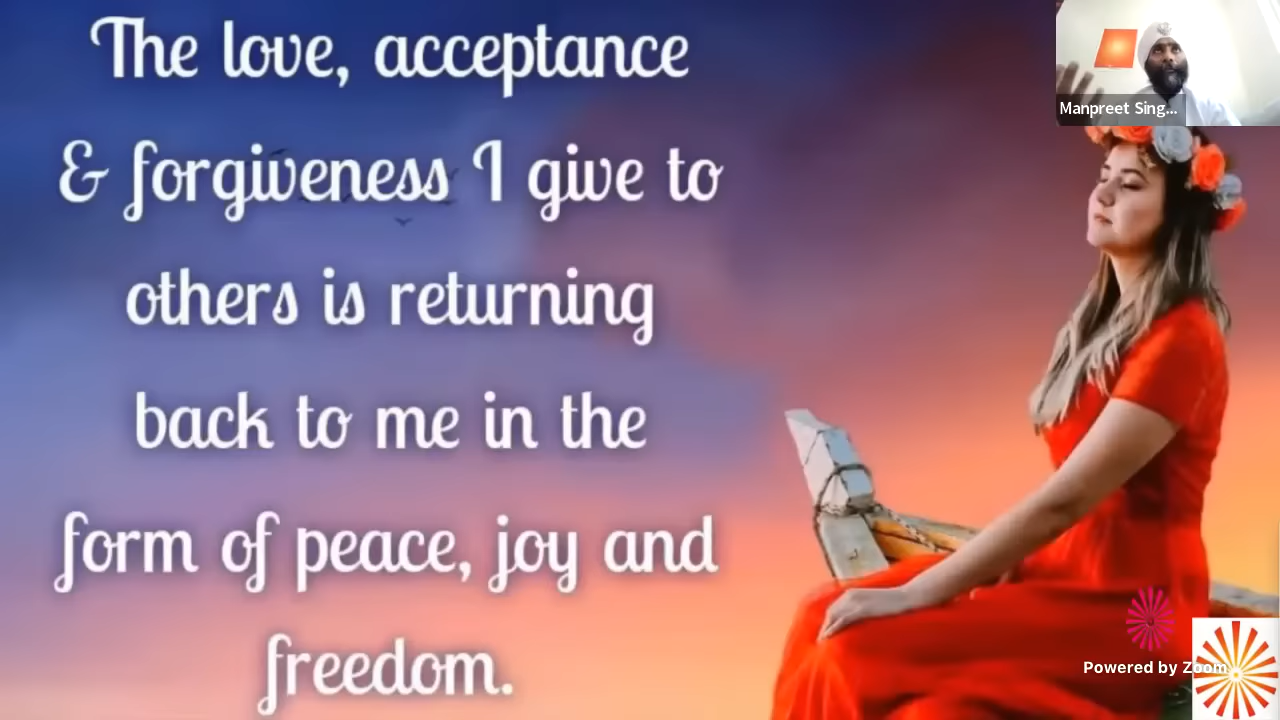 The love, acceptance
& forgiveness I give to
others is returning
back to me in the
form of peace, joy and
freedom.
Manpreet Sing...
Powered by Zoom